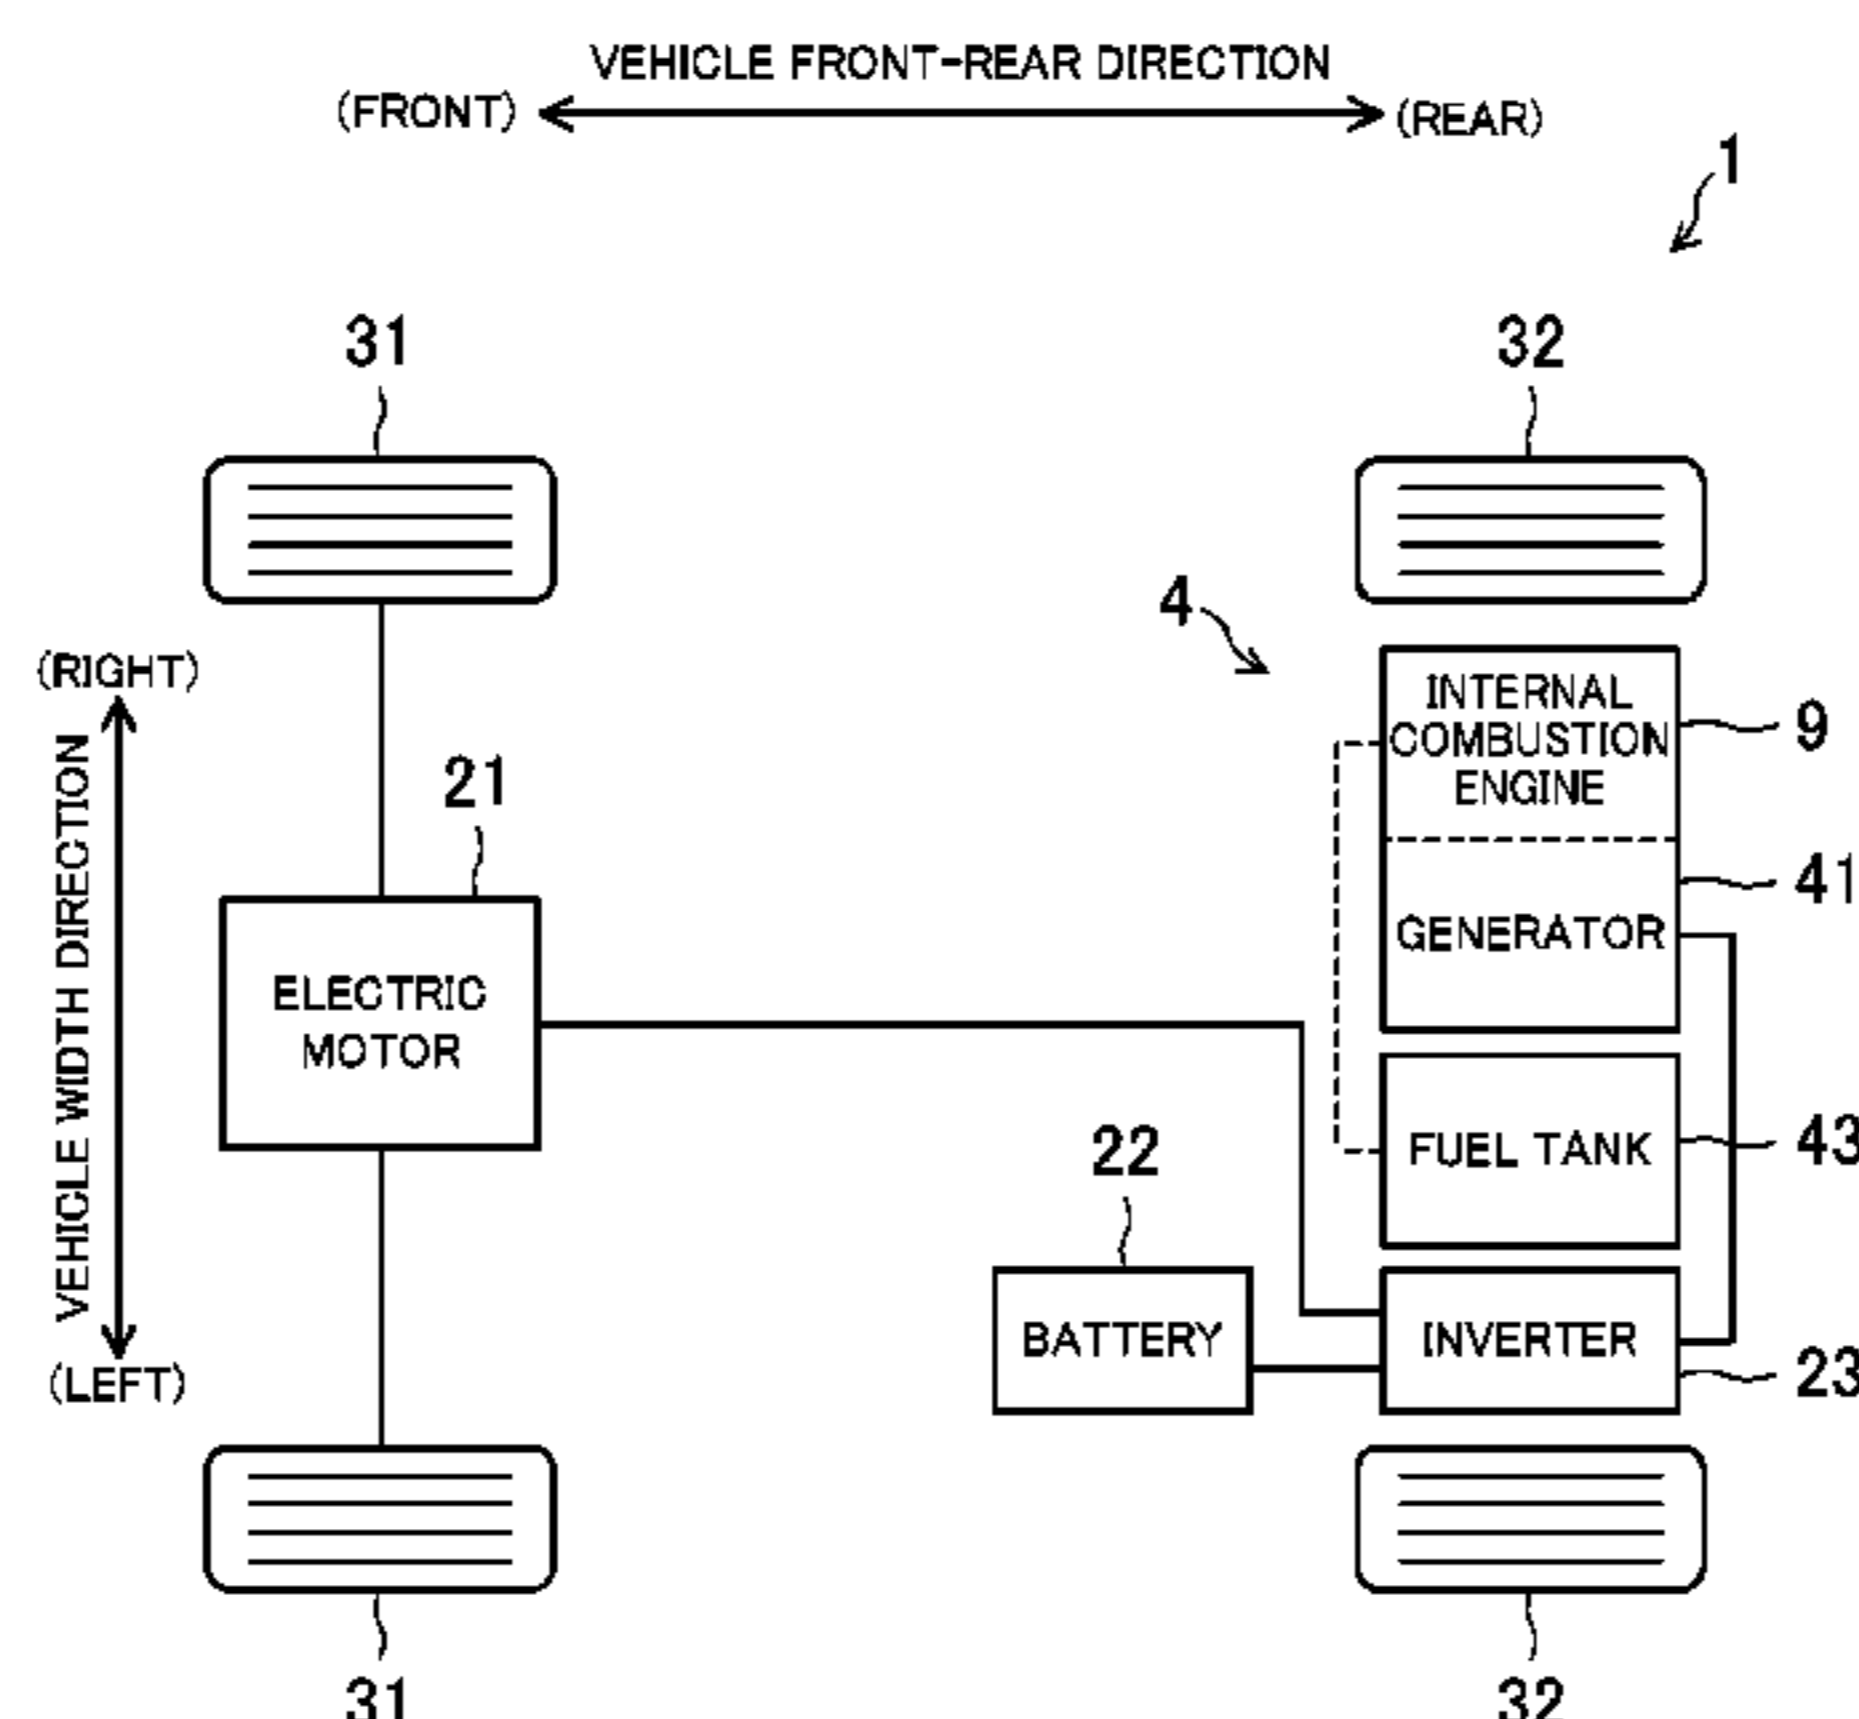 VEHICLE FRONT-REAR DIRECTION
(FRONT)
(REAR)
1
31
32
4
(RIGHT)
VEHICLE WIDTH DIRECTION
(LEFT)
INTERNAL
COMBUSTION
ENGINE
9
21
41
GENERATOR
ELECTRIC
MOTOR
22
FUEL TANK
43
BATTERY
INVERTER
23
31
32